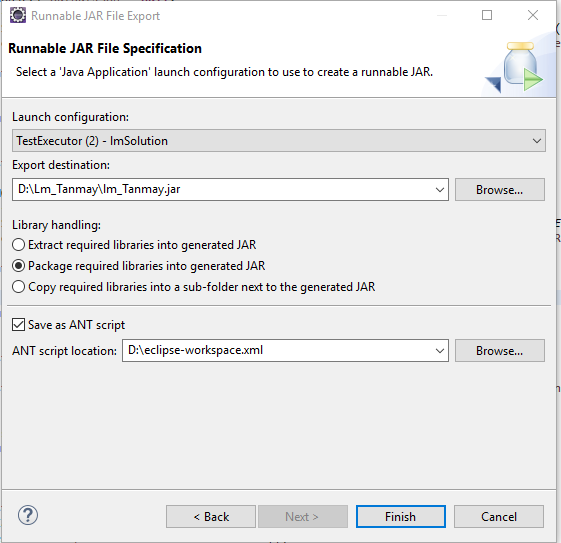 Runnable JAR File Export
Runnable JAR File Specification
Select a 'Java Application' launch configuration to use to create a runnable JAR.
Launch configuration:
TestExecutor (2) - lmSolution
Export destination:
D:\Lm_Tanmay\lm_Tanmay.jar
Browse...
Library handling:
Extract required libraries into generated JAR
Package required libraries into generated JAR
Copy required libraries into a sub-folder next to the generated JAR
Save as ANT script
ANT script location:
D:\eclipse-workspace.xml
Browse...
?
< Back
Next >
Finish
Cancel